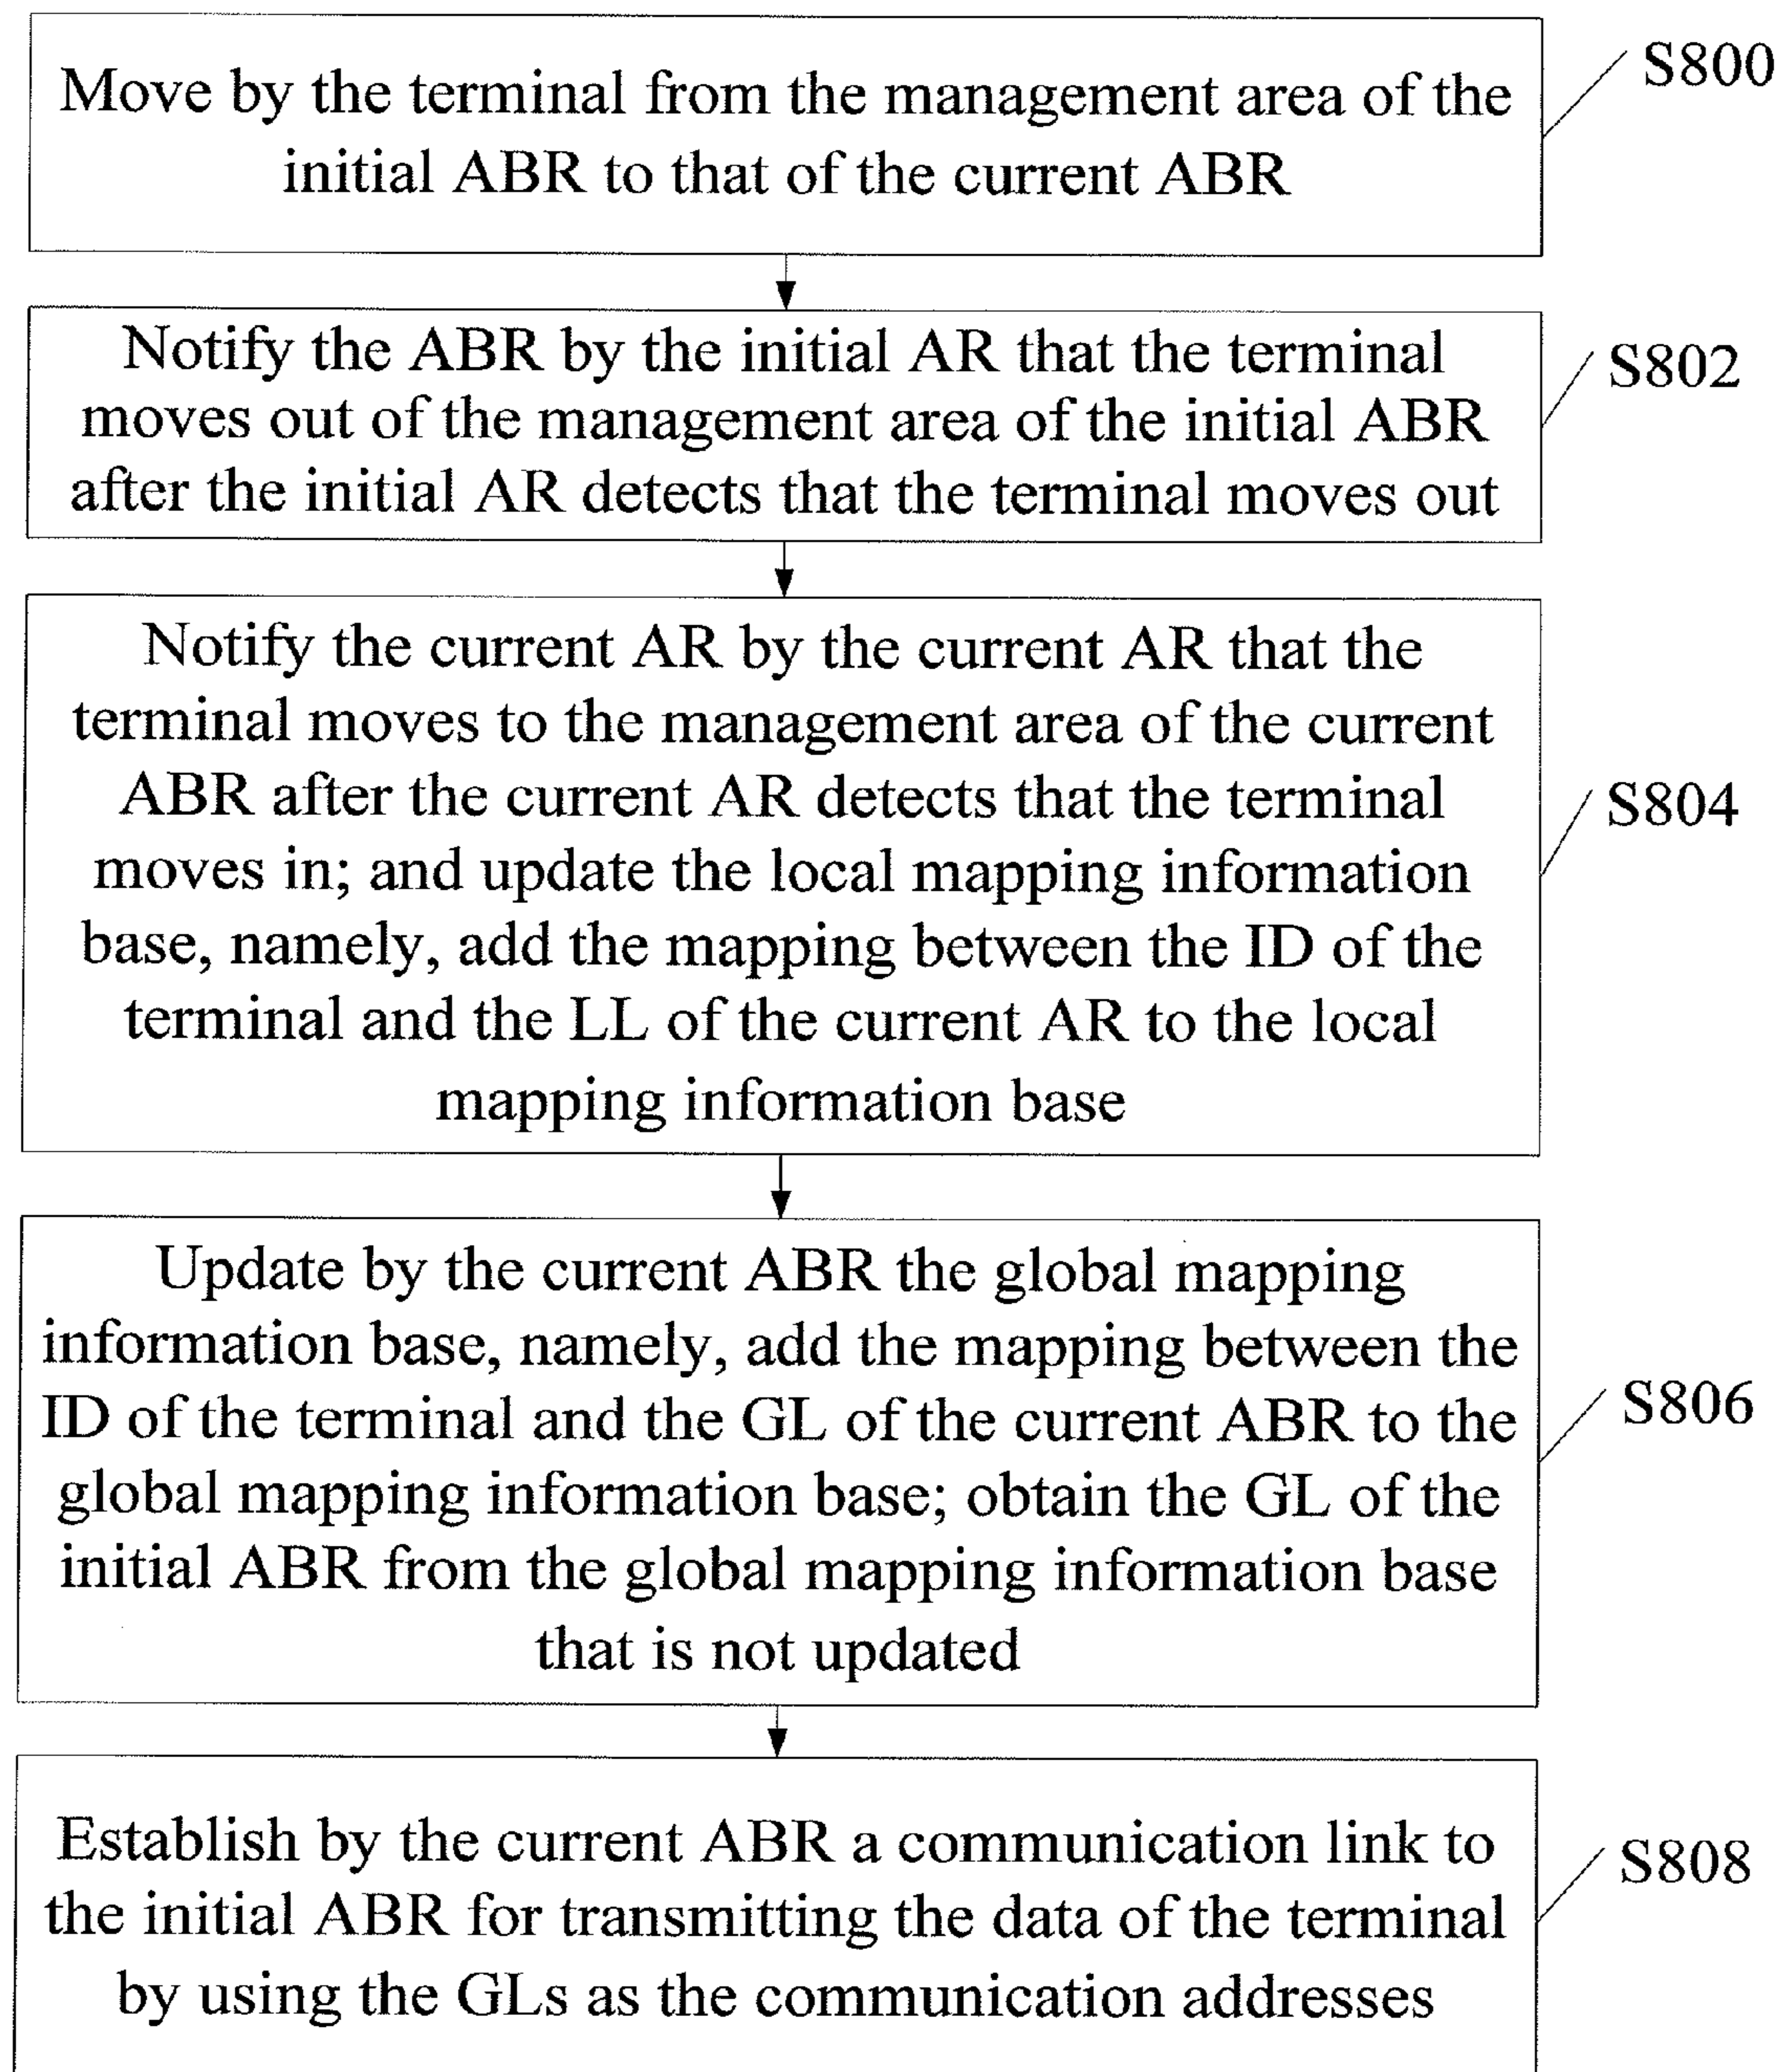 Move by the terminal from the management area of the
initial ABR to that of the current ABR
S800
Notify the ABR by the initial AR that the terminal
moves out of the management area of the initial ABR
after the initial AR detects that the terminal moves out
S802
Notify the current AR by the current AR that the
terminal moves to the management area of the current
ABR after the current AR detects that the terminal
moves in; and update the local mapping information
base, namely, add the mapping between the ID of the
terminal and the LL of the current AR to the local
mapping information base
S804
Update by the current ABR the global mapping
information base, namely, add the mapping between the
ID of the terminal and the GL of the current ABR to the
global mapping information base; obtain the GL of the
initial ABR from the global mapping information base
that is not updated
S806
Establish by the current ABR a communication link to
the initial ABR for transmitting the data of the terminal
by using the GLs as the communication addresses
S808